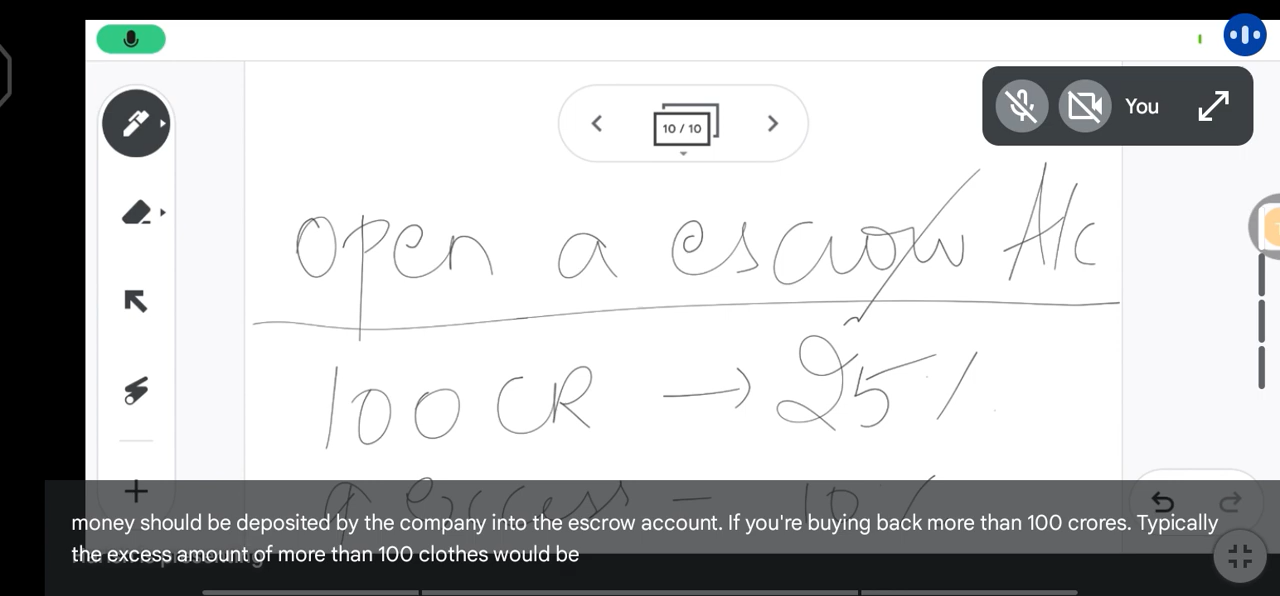 10 / 10
You
open a escrow A/c
100 CR → 25 %
excess – 10 %
money should be deposited by the company into the escrow account. If you're buying back more than 100 crores. Typically
the excess amount of more than 100 clothes would be